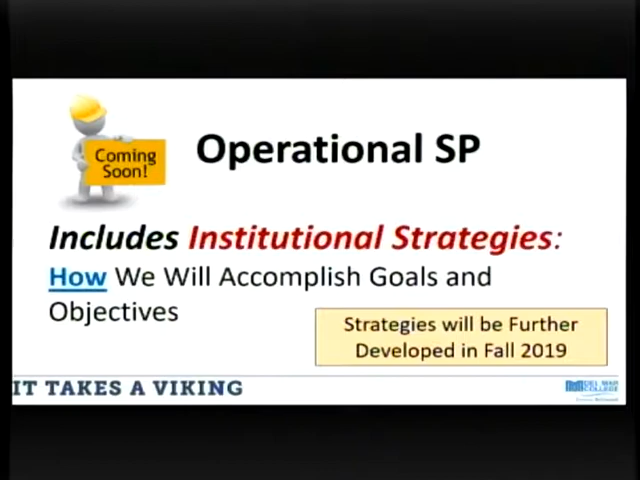 Coming
Soon!
Operational SP
Includes Institutional Strategies:
How We Will Accomplish Goals and
Objectives
Strategies will be Further
Developed in Fall 2019
IT TAKES A VIKING
DEL MAR
COLLEGE